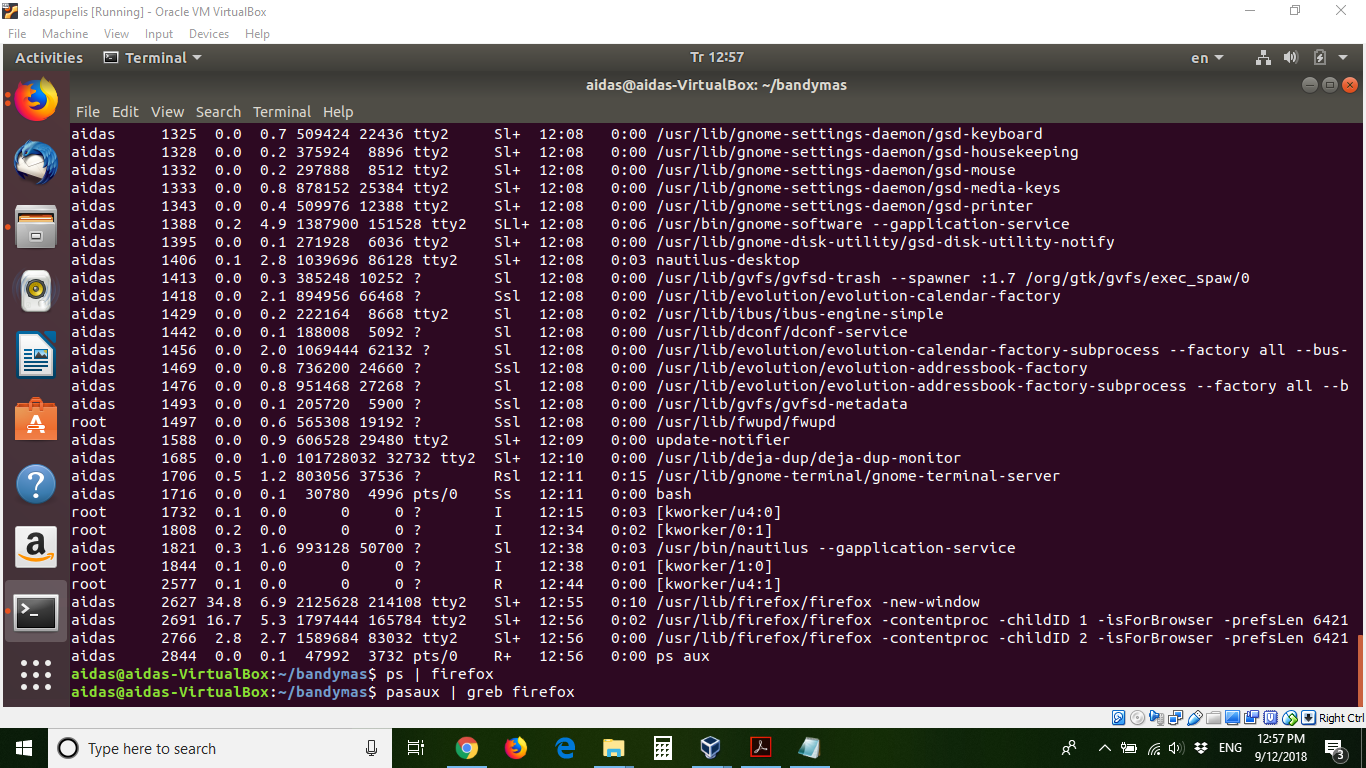 aidaspupelis [Running] - Oracle VM VirtualBox
File Machine View Input Devices Help
Activities Terminal Tr 12:57 en
aidas@aidas-VirtualBox: ~/bandymas
File Edit View Search Terminal Help
aidas 1325 0.0 0.7 509424 22436 tty2 Sl+ 12:08 0:00 /usr/lib/gnome-settings-daemon/gsd-keyboard
aidas 1328 0.0 0.2 375924 8896 tty2 Sl+ 12:08 0:00 /usr/lib/gnome-settings-daemon/gsd-housekeeping
aidas 1332 0.0 0.2 297888 8512 tty2 Sl+ 12:08 0:00 /usr/lib/gnome-settings-daemon/gsd-mouse
aidas 1333 0.0 0.8 878152 25384 tty2 Sl+ 12:08 0:00 /usr/lib/gnome-settings-daemon/gsd-media-keys
aidas 1343 0.0 0.4 509976 12388 tty2 Sl+ 12:08 0:00 /usr/lib/gnome-settings-daemon/gsd-printer
aidas 1388 0.2 4.9 1387900 151528 tty2 SLl+ 12:08 0:06 /usr/bin/gnome-software --gapplication-service
aidas 1395 0.0 0.1 271928 6036 tty2 Sl+ 12:08 0:00 /usr/lib/gnome-disk-utility/gsd-disk-utility-notify
aidas 1406 0.1 2.8 1039696 86128 tty2 Sl+ 12:08 0:03 nautilus-desktop
aidas 1413 0.0 0.3 385248 10252 ? Sl 12:08 0:00 /usr/lib/gvfs/gvfsd-trash --spawner :1.7 /org/gtk/gvfs/exec_spaw/0
aidas 1418 0.0 2.1 894956 66468 ? Ssl 12:08 0:00 /usr/lib/evolution/evolution-calendar-factory
aidas 1429 0.0 0.2 222164 8668 tty2 Sl 12:08 0:02 /usr/lib/ibus/ibus-engine-simple
aidas 1442 0.0 0.1 188008 5092 ? Sl 12:08 0:00 /usr/lib/dconf/dconf-service
aidas 1456 0.0 2.0 1069444 62132 ? Sl 12:08 0:00 /usr/lib/evolution/evolution-calendar-factory-subprocess --factory all --bus-
aidas 1469 0.0 0.8 736200 24660 ? Ssl 12:08 0:00 /usr/lib/evolution/evolution-addressbook-factory
aidas 1476 0.0 0.8 951468 27268 ? Sl 12:08 0:00 /usr/lib/evolution/evolution-addressbook-factory-subprocess --factory all --b
aidas 1493 0.0 0.1 205720 5900 ? Ssl 12:08 0:00 /usr/lib/gvfs/gvfsd-metadata
root 1497 0.0 0.6 565308 19192 ? Ssl 12:08 0:00 /usr/lib/fwupd/fwupd
aidas 1588 0.0 0.9 606528 29480 tty2 Sl+ 12:09 0:00 update-notifier
aidas 1685 0.0 1.0 101728032 32732 tty2 Sl+ 12:10 0:00 /usr/lib/deja-dup/deja-dup-monitor
aidas 1706 0.5 1.2 803056 37536 ? Rsl 12:11 0:15 /usr/lib/gnome-terminal/gnome-terminal-server
aidas 1716 0.0 0.1 30780 4996 pts/0 Ss 12:11 0:00 bash
root 1732 0.1 0.0 0 0 ? I 12:15 0:03 [kworker/u4:0]
root 1808 0.2 0.0 0 0 ? I 12:34 0:02 [kworker/0:1]
aidas 1821 0.3 1.6 993128 50700 ? Sl 12:38 0:03 /usr/bin/nautilus --gapplication-service
root 1844 0.1 0.0 0 0 ? I 12:38 0:01 [kworker/1:0]
root 2577 0.1 0.0 0 0 ? R 12:44 0:00 [kworker/u4:1]
aidas 2627 34.8 6.9 2125628 214108 tty2 Sl+ 12:55 0:10 /usr/lib/firefox/firefox -new-window
aidas 2691 16.7 5.3 1797444 165784 tty2 Sl+ 12:56 0:02 /usr/lib/firefox/firefox -contentproc -childID 1 -isForBrowser -prefsLen 6421
aidas 2766 2.8 2.7 1589684 83032 tty2 Sl+ 12:56 0:00 /usr/lib/firefox/firefox -contentproc -childID 2 -isForBrowser -prefsLen 6421
aidas 2844 0.0 0.1 47992 3732 pts/0 R+ 12:56 0:00 ps aux
aidas@aidas-VirtualBox:~/bandymas$ ps | firefox
aidas@aidas-VirtualBox:~/bandymas$ pasaux | greb firefox
Right Ctrl
Type here to search
ENG
12:57 PM
9/12/2018
3